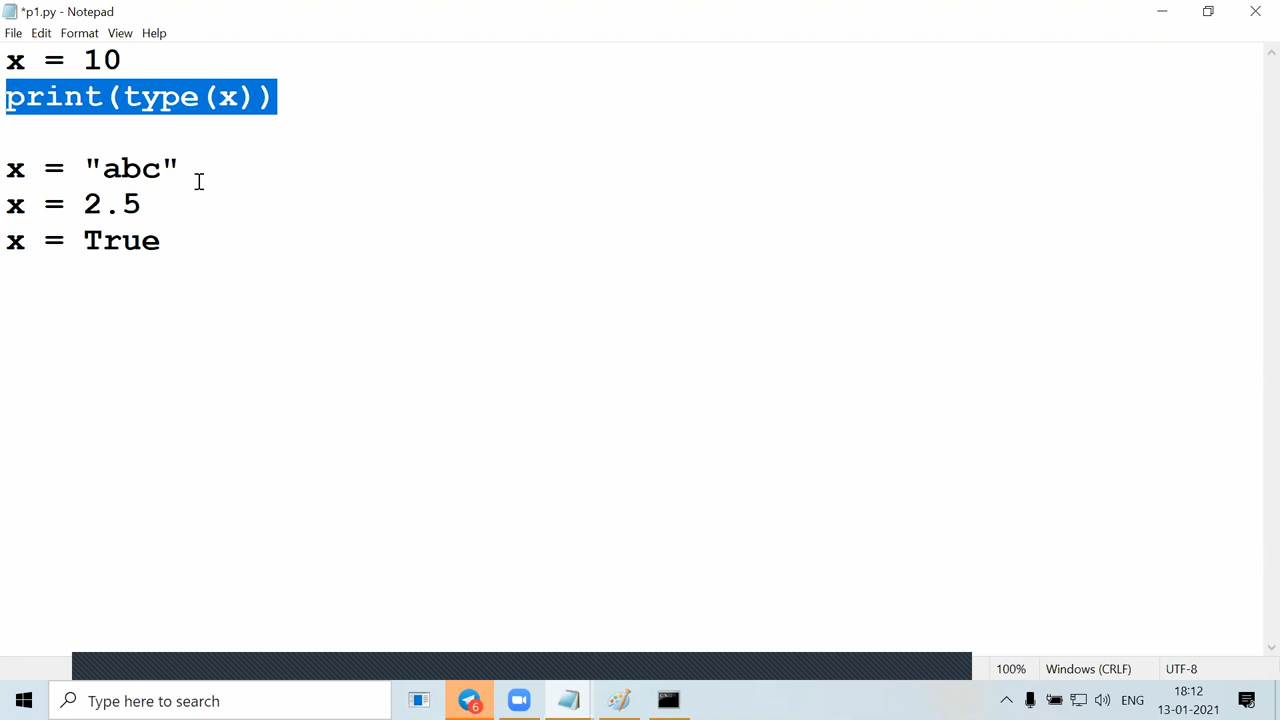 *p1.py - Notepad
File Edit Format View Help
x = 10
print(type(x))
x = "abc"
x = 2.5
x = True
100% Windows (CRLF) UTF-8
Type here to search
6
ENG
18:12
13-01-2021